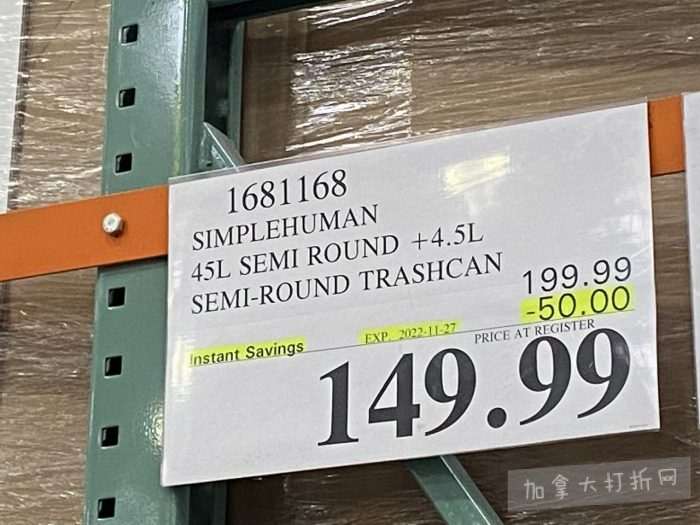 1681168
SIMPLEHUMAN
45L SEMI ROUND +4.5L
SEMI-ROUND TRASHCAN
199.99
-50.00
Instant Savings
EXP. 2022-11-27
PRICE AT REGISTER
149.99
加拿大打折网